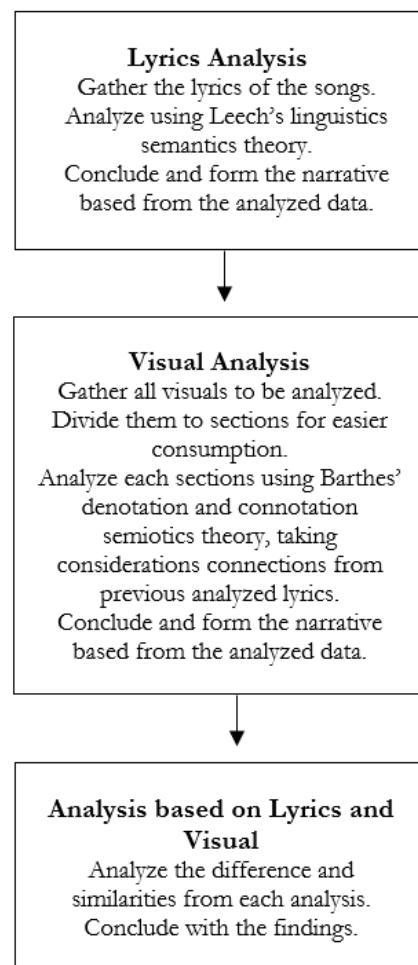 Lyrics Analysis
Gather the lyrics of the songs.
Analyze using Leech's linguistics
semantics theory.
Conclude and form the narrative
based from the analyzed data.
Visual Analysis
Gather all visuals to be analyzed.
Divide them to sections for easier
consumption.
Analyze each sections using Barthes'
denotation and connotation
semiotics theory, taking
considerations connections from
previous analyzed lyrics.
Conclude and form the narrative
based from the analyzed data.
Analysis based on Lyrics and
Visual
Analyze the difference and
similarities from each analysis.
Conclude with the findings.